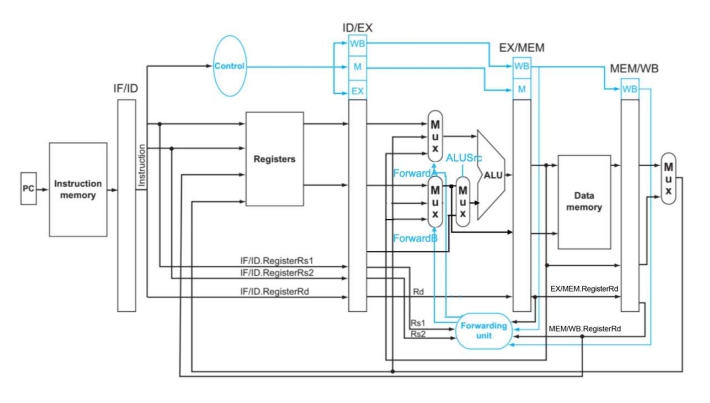 ID/EX
WB
EX/MEM
Control
M
WB
MEM/WB
IF/ID
EX
M
WB
M
u
x
ALUSrc
M
u
x
Instruction
Registers
PC
Instruction
memory
ForwardA
ALU
M
u
x
M
u
x
Data
memory
ForwardB
IF/ID.RegisterRs1
IF/ID.RegisterRs2
IF/ID.RegisterRd
Rd
EX/MEM.RegisterRd
Rs1
Rs2
Forwarding
unit
MEM/WB.RegisterRd